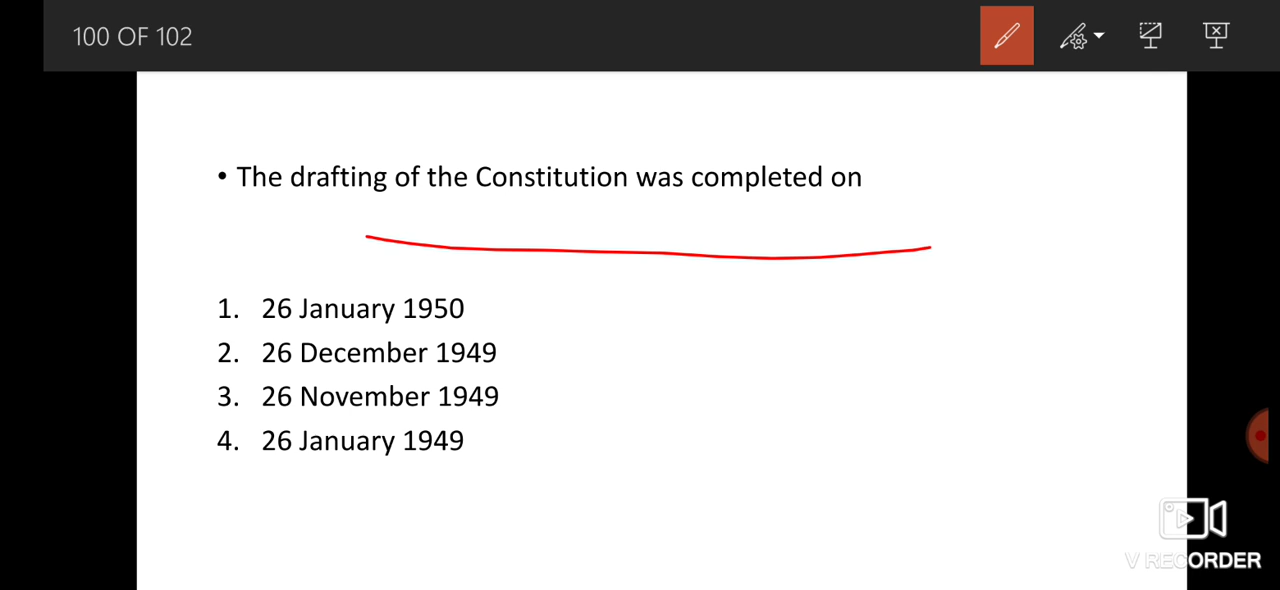 100 OF 102
• The drafting of the Constitution was completed on
1. 26 January 1950
2. 26 December 1949
3. 26 November 1949
4. 26 January 1949
V RECORDER